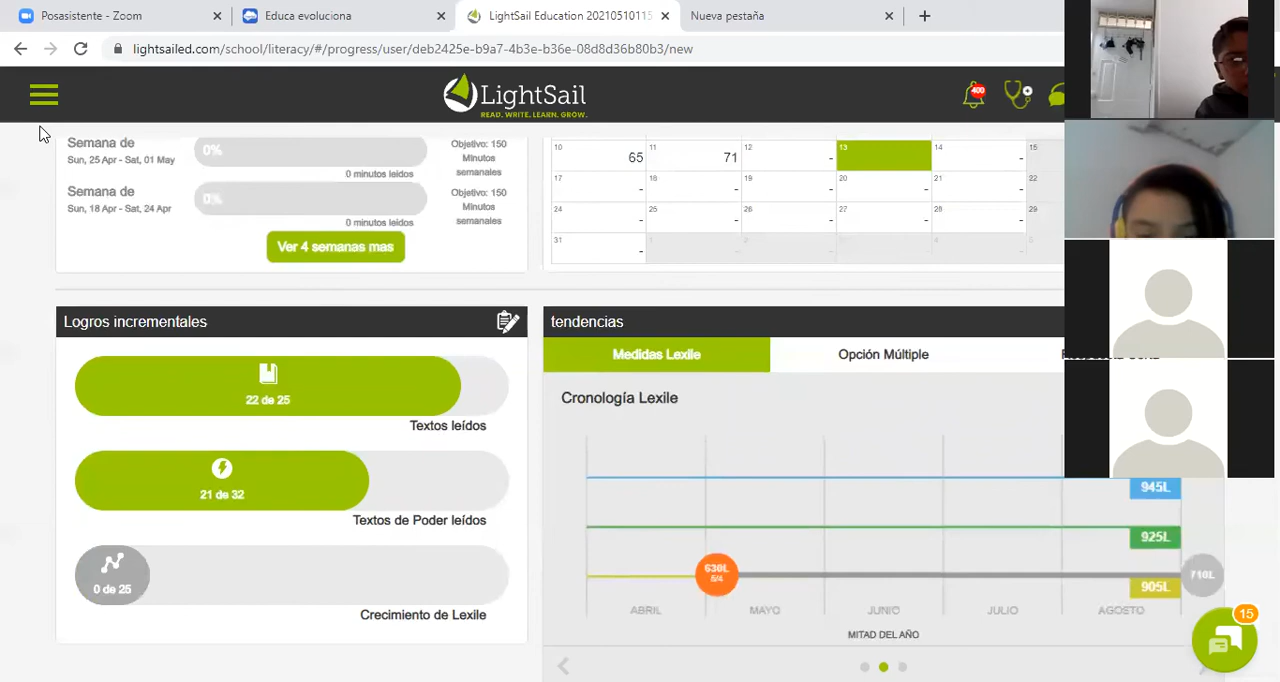 Posasistente - Zoom
Educa evoluciona
LightSail Education 20210510115
Nueva pestaña
lightsailed.com/school/literacy/#/progress/user/deb2425e-b9a7-4b3e-b36e-08d8d36b80b3/new
LightSail
READ. WRITE. LEARN. GROW.
400
Semana de
Sun, 25 Apr - Sat, 01 May
0%
0 minutos leídos
Objetivo: 150
Minutos
semanales
Semana de
Sun, 18 Apr - Sat, 24 Apr
0%
0 minutos leídos
Objetivo: 150
Minutos
semanales
Ver 4 semanas mas
10 65 11 71 12 - 13 14 - 15
17 - 18 - 19 - 20 - 21 - 22
24 - 25 - 26 - 27 - 28 - 29
31 - 1 2
Logros incrementales
22 de 25
Textos leídos
21 de 32
Textos de Poder leídos
0 de 25
Crecimiento de Lexile
tendencias
Medidas Lexile
Opción Múltiple
Cronología Lexile
945L
925L
630L
5/4
905L
710L
ABRIL MAYO JUNIO JULIO AGOSTO
MITAD DEL AÑO
15